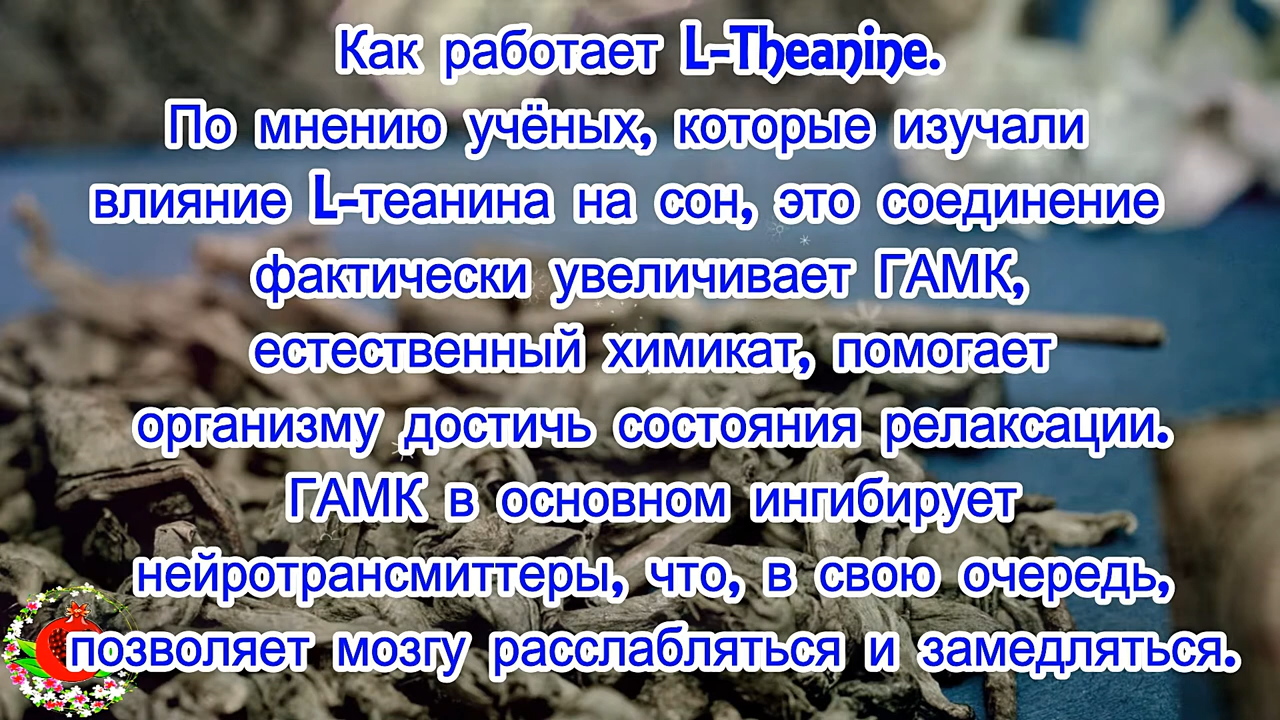 Как работает L-Theanine.
По мнению учёных, которые изучали
влияние L-теанина на сон, это соединение
фактически увеличивает ГАМК,
естественный химикат, помогает
организму достичь состояния релаксации.
ГАМК в основном ингибирует
нейротрансмиттеры, что, в свою очередь,
позволяет мозгу расслабляться и замедляться.